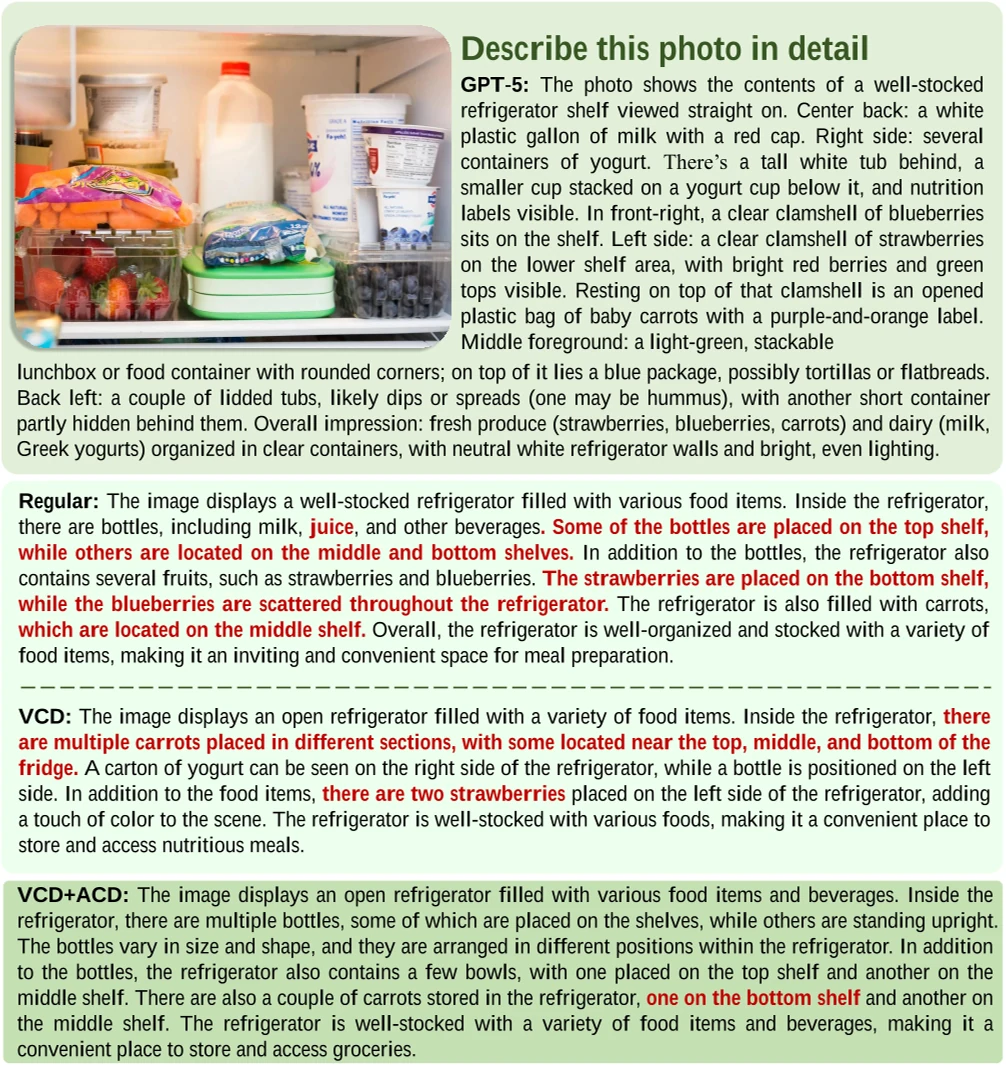 Describe this photo in detail
GPT-5: The photo shows the contents of a well-stocked
refrigerator shelf viewed straight on. Center back: a white
plastic gallon of milk with a red cap. Right side: several
containers of yogurt. There's a tall white tub behind, a
smaller cup stacked on a yogurt cup below it, and nutrition
labels visible. In front-right, a clear clamshell of blueberries
sits on the shelf. Left side: a clear clamshell of strawberries
on the lower shelf area, with bright red berries and green
tops visible. Resting on top of that clamshell is an opened
plastic bag of baby carrots with a purple-and-orange label.
Middle foreground: a light-green, stackable
lunchbox or food container with rounded corners; on top of it lies a blue package, possibly tortillas or flatbreads.
Back left: a couple of lidded tubs, likely dips or spreads (one may be hummus), with another short container
partly hidden behind them. Overall impression: fresh produce (strawberries, blueberries, carrots) and dairy (milk,
Greek yogurts) organized in clear containers, with neutral white refrigerator walls and bright, even lighting.
Regular: The image displays a well-stocked refrigerator filled with various food items. Inside the refrigerator,
there are bottles, including milk, juice, and other beverages. Some of the bottles are placed on the top shelf,
while others are located on the middle and bottom shelves. In addition to the bottles, the refrigerator also
contains several fruits, such as strawberries and blueberries. The strawberries are placed on the bottom shelf,
while the blueberries are scattered throughout the refrigerator. The refrigerator is also filled with carrots,
which are located on the middle shelf. Overall, the refrigerator is well-organized and stocked with a variety of
food items, making it an inviting and convenient space for meal preparation.
VCD: The image displays an open refrigerator filled with a variety of food items. Inside the refrigerator, there
are multiple carrots placed in different sections, with some located near the top, middle, and bottom of the
fridge. A carton of yogurt can be seen on the right side of the refrigerator, while a bottle is positioned on the left
side. In addition to the food items, there are two strawberries placed on the left side of the refrigerator, adding
a touch of color to the scene. The refrigerator is well-stocked with various foods, making it a convenient place to
store and access nutritious meals.
VCD+ACD: The image displays an open refrigerator filled with various food items and beverages. Inside the
refrigerator, there are multiple bottles, some of which are placed on the shelves, while others are standing upright.
The bottles vary in size and shape, and they are arranged in different positions within the refrigerator. In addition
to the bottles, the refrigerator also contains a few bowls, with one placed on the top shelf and another on the
middle shelf. There are also a couple of carrots stored in the refrigerator, one on the bottom shelf and another on
the middle shelf. The refrigerator is well-stocked with a variety of food items and beverages, making it a
convenient place to store and access groceries.